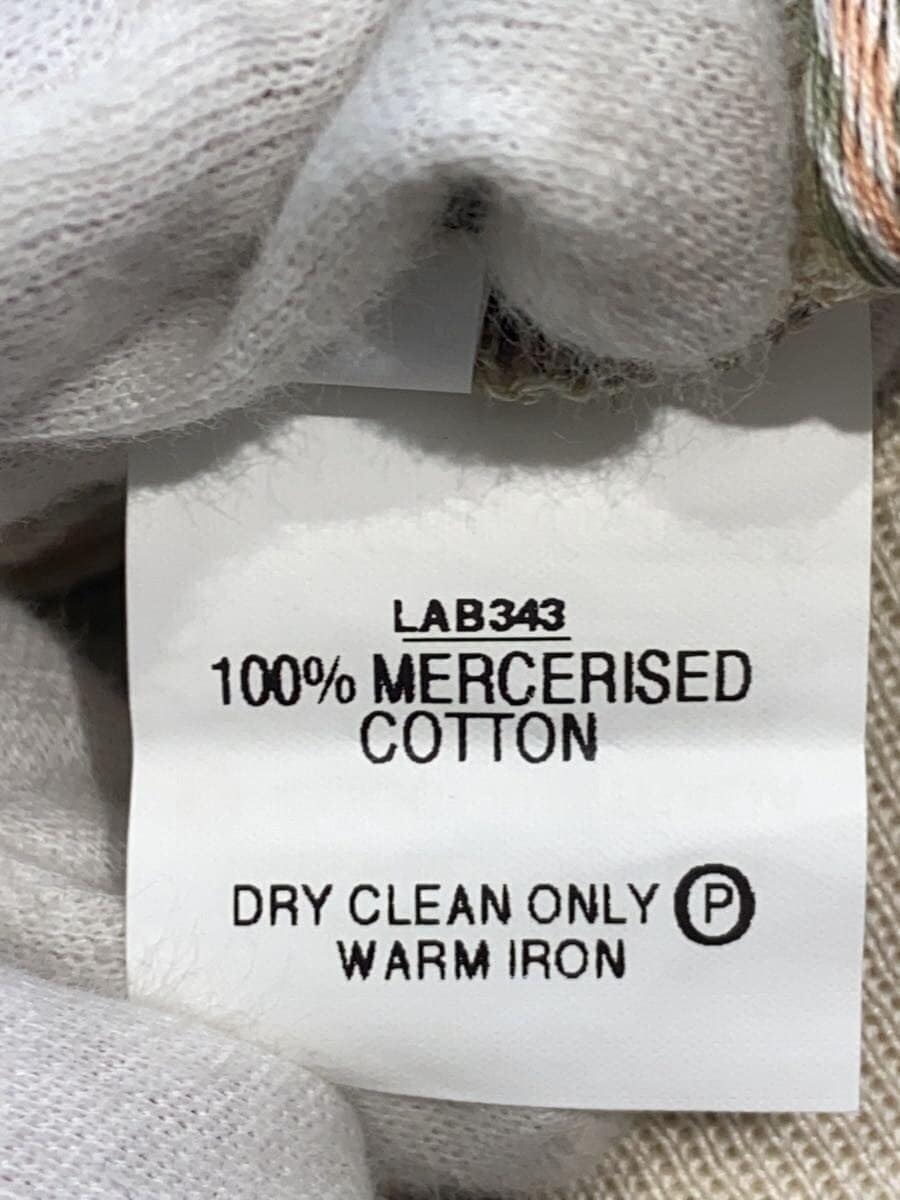 LAB343
100% MERCERISED
COTTON
DRY CLEAN ONLY Ⓟ
WARM IRON